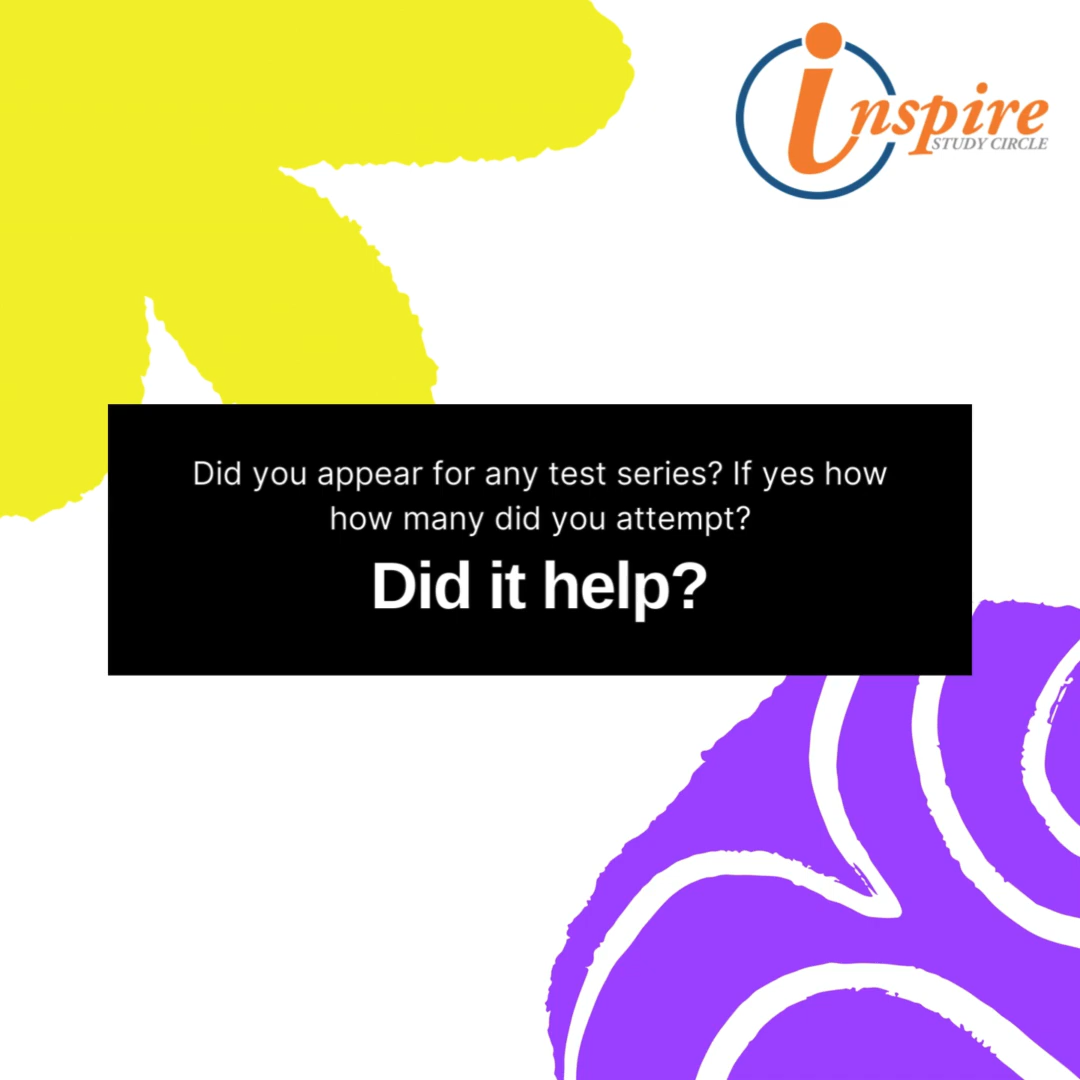 inspire
STUDY CIRCLE
Did you appear for any test series? If yes how
how many did you attempt?
Did it help?